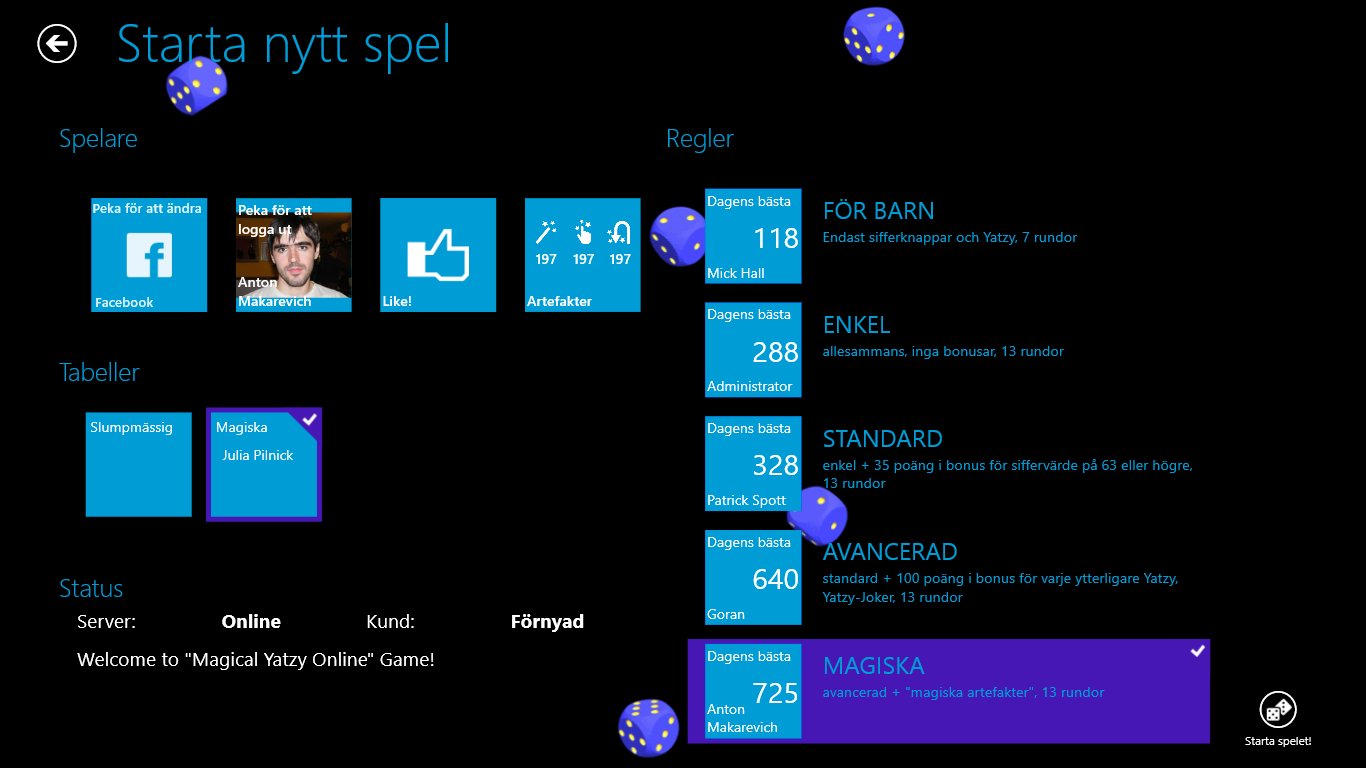 Starta nytt spel
Spelare
Peka för att ändra
Facebook
Peka för att
logga ut
Anton
Makarevich
Like!
197 197 197
Artefakter
Tabeller
Slumpmässig
Magiska
Julia Pilnick
Status
Server: Online Kund: Förnyad
Welcome to "Magical Yatzy Online" Game!
Regler
Dagens bästa
118
Mick Hall
FÖR BARN
Endast sifferknappar och Yatzy, 7 rundor
Dagens bästa
288
Administrator
ENKEL
allesammans, inga bonusar, 13 rundor
Dagens bästa
328
Patrick Spott
STANDARD
enkel + 35 poäng i bonus för siffervärde på 63 eller högre,
13 rundor
Dagens bästa
640
Goran
AVANCERAD
standard + 100 poäng i bonus för varje ytterligare Yatzy,
Yatzy-Joker, 13 rundor
Dagens bästa
725
Anton
Makarevich
MAGISKA
avancerad + "magiska artefakter", 13 rundor
Starta spelet!